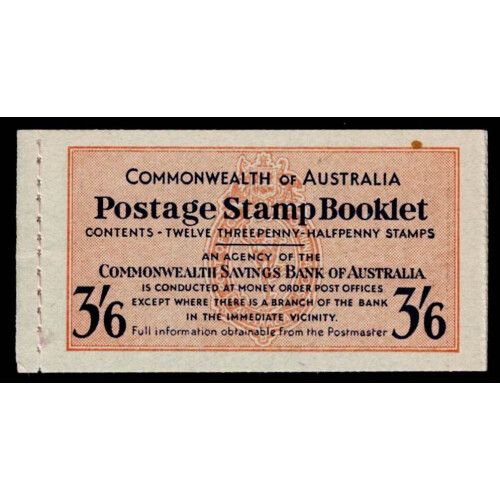 COMMONWEALTH OF AUSTRALIA
Postage Stamp Booklet
CONTENTS - TWELVE THREEPENNY-HALFPENNY STAMPS
AN AGENCY OF THE
COMMONWEALTH SAVINGS BANK OF AUSTRALIA
IS CONDUCTED AT MONEY ORDER POST OFFICES
EXCEPT WHERE THERE IS A BRANCH OF THE BANK
IN THE IMMEDIATE VICINITY.
3/6 3/6
Full information obtainable from the Postmaster